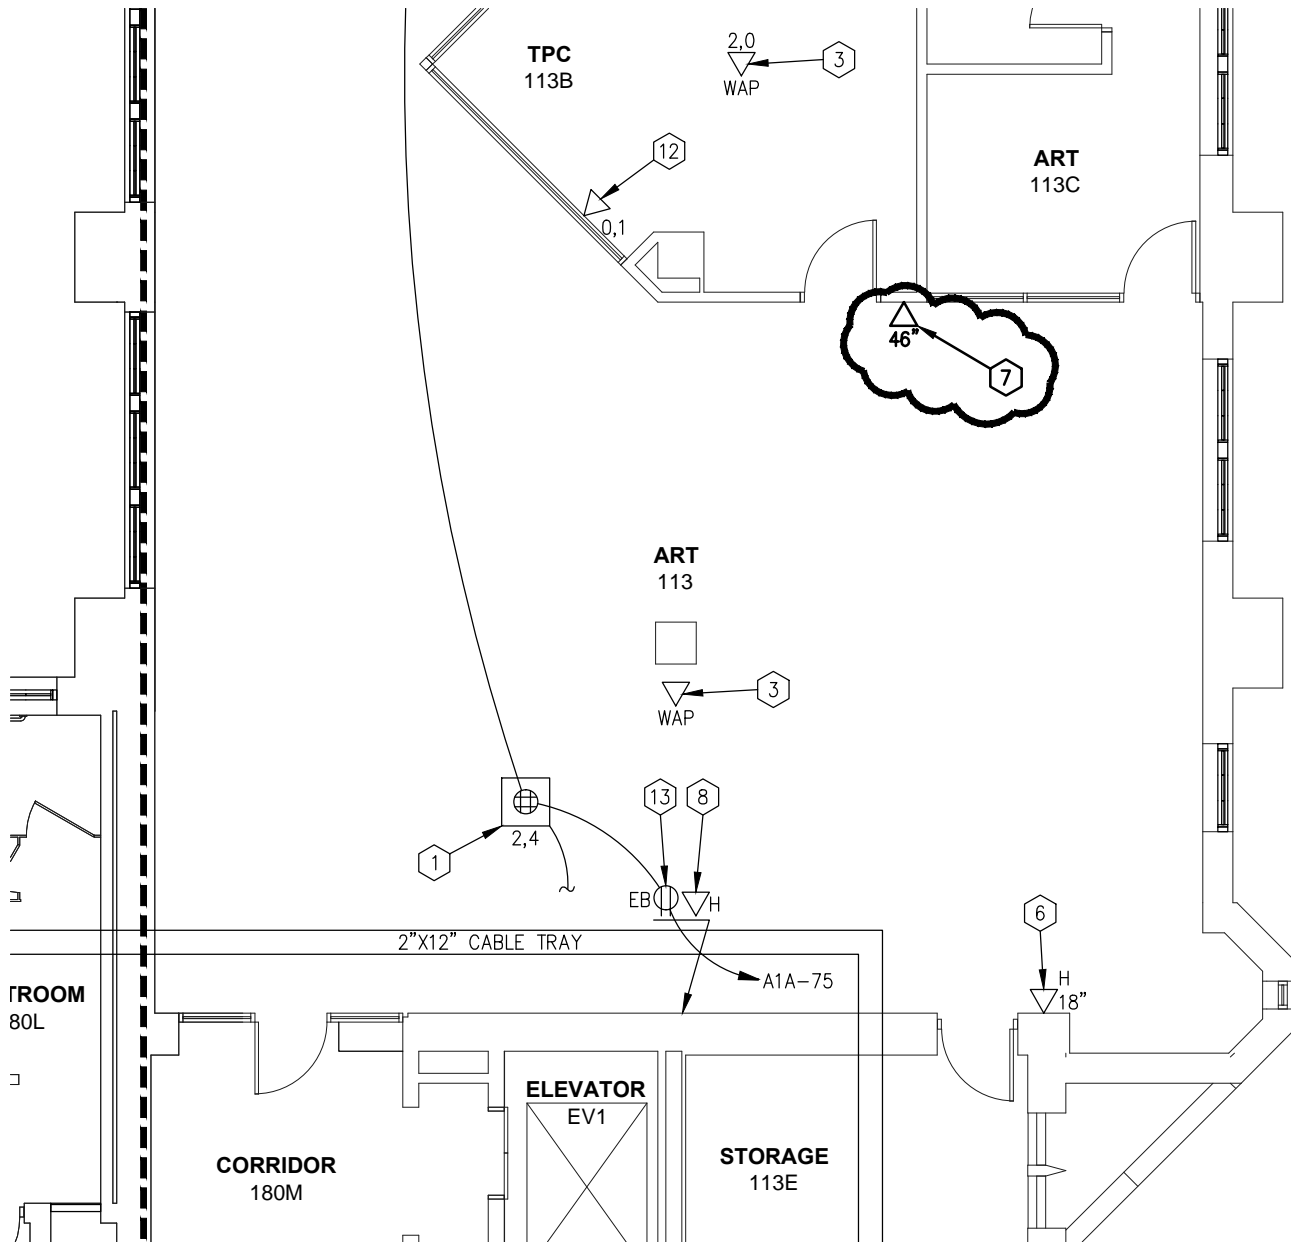 2,0
TPC
113B
3
WAP
12
ART
113C
0,1
46"
7
ART
113
3
WAP
13
8
2,4
1
EB
H
6
2"X12" CABLE TRAY
H
A1A-75
18"
TROOM
80L
ELEVATOR
EV1
CORRIDOR
180M
STORAGE
113E